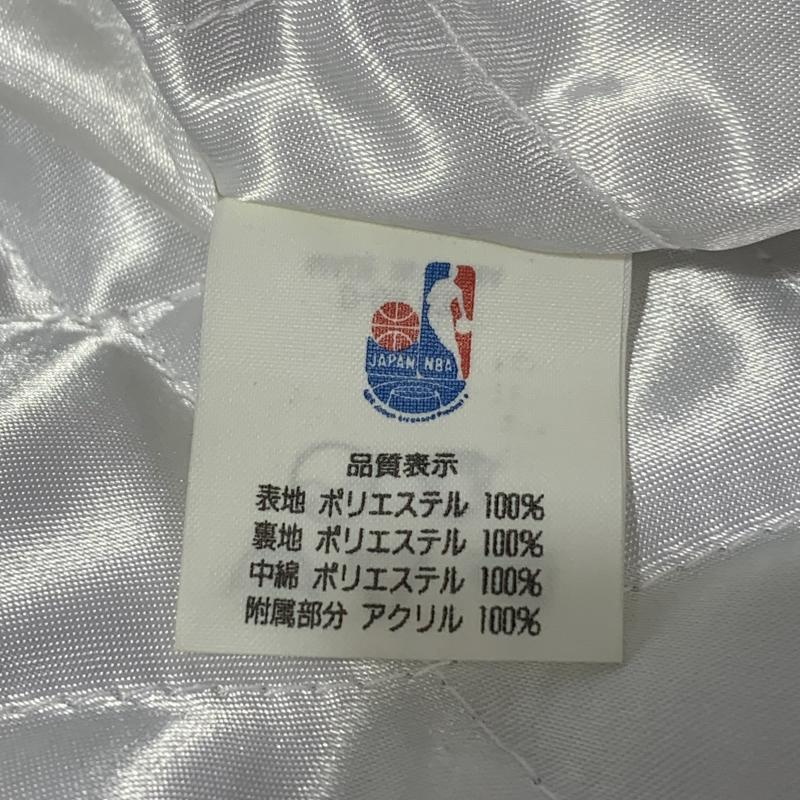 JAPAN NBA
品質表示
表地 ポリエステル 100%
裏地 ポリエステル 100%
中綿 ポリエステル 100%
附属部分 アクリル 100%